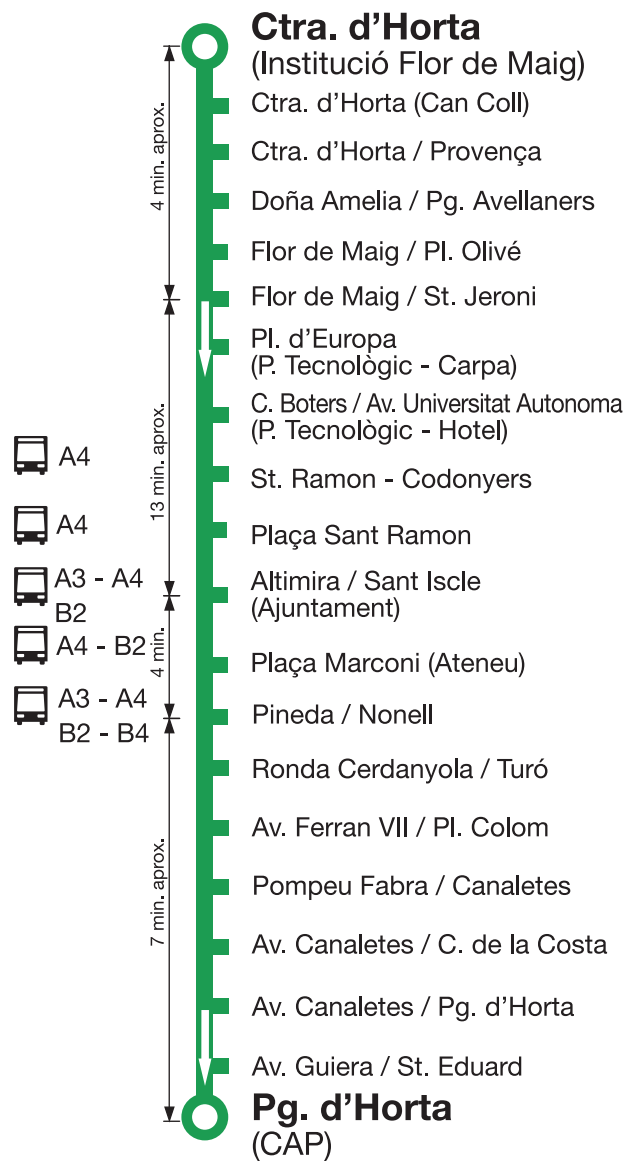 Ctra. d'Horta
(Institució Flor de Maig)
Ctra. d'Horta (Can Coll)
Ctra. d'Horta / Provença
4 min. aprox.
Doña Amelia / Pg. Avellaners
Flor de Maig / Pl. Olivé
Flor de Maig / St. Jeroni
Pl. d'Europa
(P. Tecnològic - Carpa)
C. Boters / Av. Universitat Autonoma
(P. Tecnològic - Hotel)
13 min. aprox.
A4
St. Ramon - Codonyers
A4
Plaça Sant Ramon
A3 - A4
B2
Altimira / Sant Iscle
(Ajuntament)
A4 - B2
4 min.
Plaça Marconi (Ateneu)
A3 - A4
B2 - B4
Pineda / Nonell
Ronda Cerdanyola / Turó
Av. Ferran VII / Pl. Colom
7 min. aprox.
Pompeu Fabra / Canaletes
Av. Canaletes / C. de la Costa
Av. Canaletes / Pg. d'Horta
Av. Guiera / St. Eduard
Pg. d'Horta
(CAP)